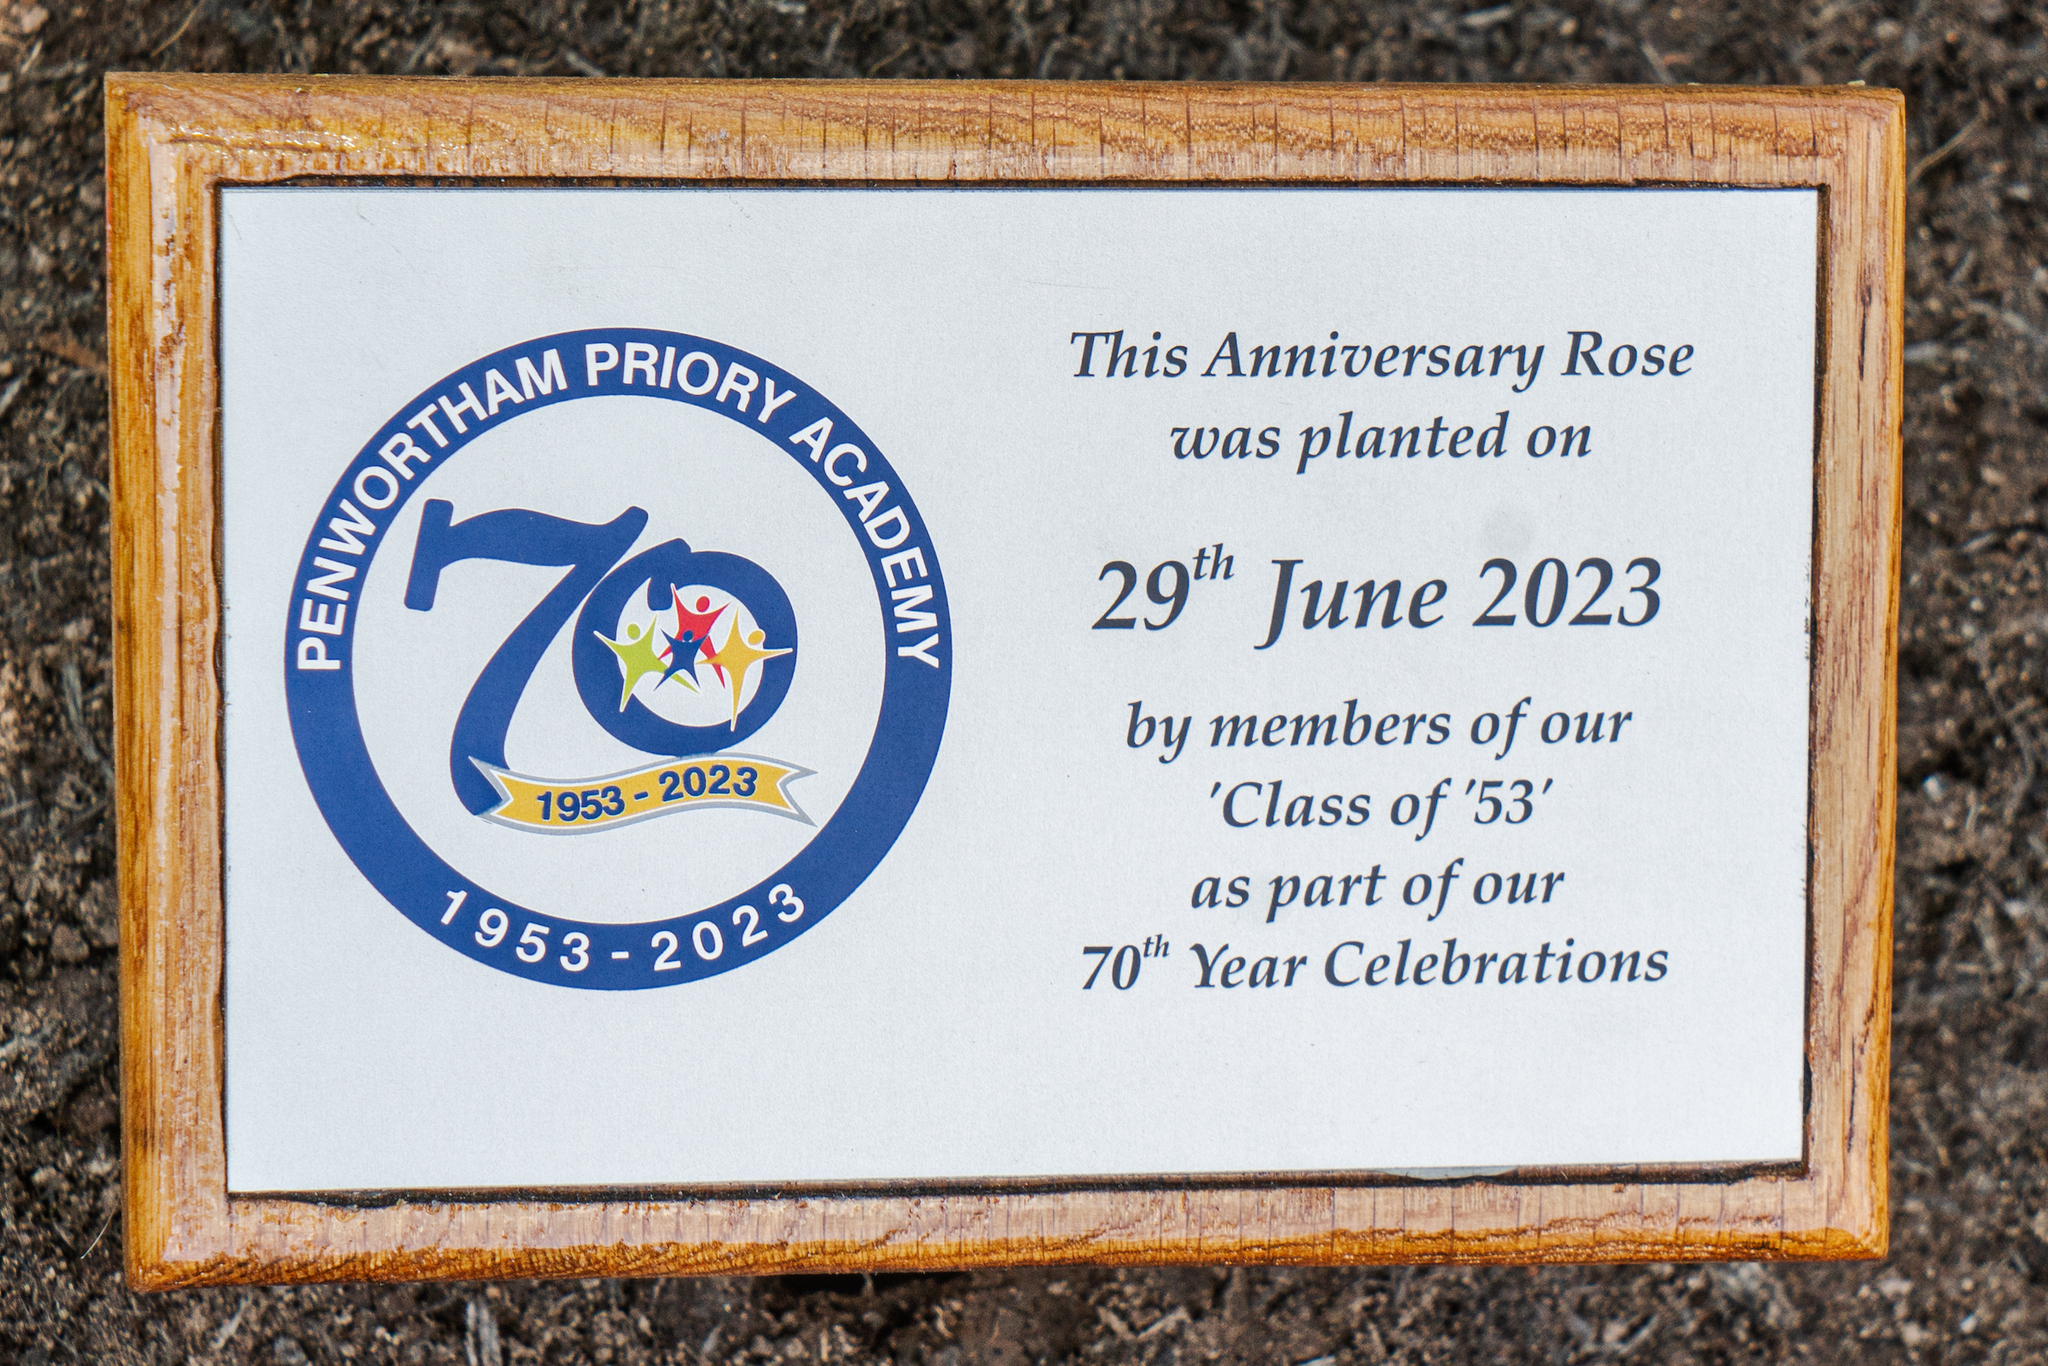 PENWORTHAM PRIORY ACADEMY
70
1953 - 2023
1953 - 2023
This Anniversary Rose
was planted on
29th June 2023
by members of our
'Class of '53'
as part of our
70th Year Celebrations